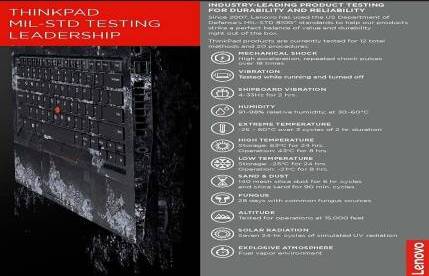 THINKPAD
MIL-STD TESTING
LEADERSHIP
INDUSTRY-LEADING PRODUCT TESTING
FOR DURABILITY AND RELIABILITY
Since 2007, Lenovo has used the US Department of
Defense's MIL-STD 810G standards to help our products
strike a perfect balance of value and durability
right out of the box.
ThinkPad products are currently tested for 12 total
methods and 20 procedures:
MECHANICAL SHOCK
High acceleration, repeated shock pulses
over 18 times
VIBRATION
Tested while running and turned off
SHIPBOARD VIBRATION
4-33Hz for 2 hrs.
HUMIDITY
91-98% relative humidity at 30-60°C
EXTREME TEMPERATURE
-25 - 60° over 3 cycles of 2 hr duration
HIGH TEMPERATURE
Storage: 63°C for 24 hrs.
Operation: 43°C for 8 hrs.
LOW TEMPERATURE
Storage: -25°C for 24 hrs.
Operation: -21°C for 8 hrs.
SAND & DUST
140 mesh silica dust for 6 hr cycles
and silica sand for 90 min. cycles
FUNGUS
28 days with common fungus sources
ALTITUDE
Tested for operations at 15,000 feet
SOLAR RADIATION
Seven 24-hr cycles of simulated UV radiation
EXPLOSIVE ATMOSPHERE
Fuel vapor environment
Lenovo